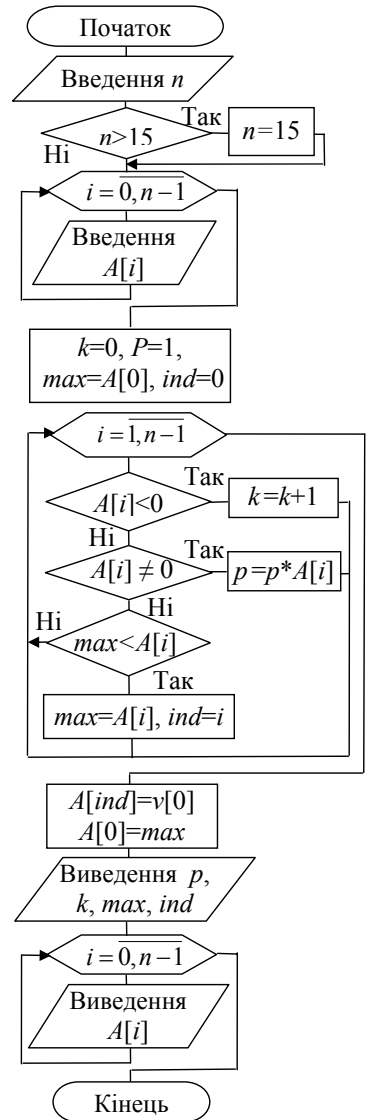 Початок
Введення n
Так
n>15
n=15
Ні
i = 0, n−1
Введення
A[i]
k=0, P=1,
max=A[0], ind=0
i = 1, n−1
Так
A[i]<0
k=k+1
Ні
Так
A[i] ≠ 0
p=p*A[i]
Ні
Ні
max<A[i]
Так
max=A[i], ind=i
A[ind]=v[0]
A[0]=max
Виведення p,
k, max, ind
i = 0, n−1
Виведення
A[i]
Кінець